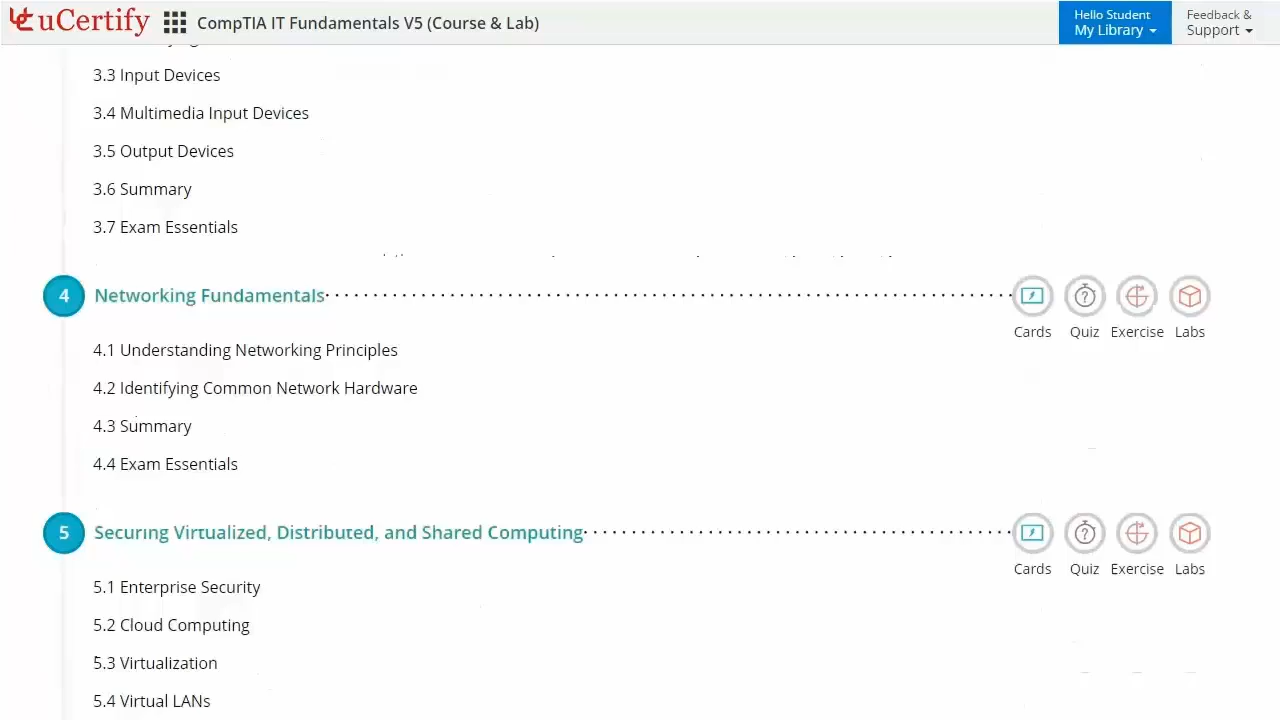 uCertify
CompTIA IT Fundamentals V5 (Course & Lab)
Hello Student
My Library
Feedback &
Support
3.3 Input Devices
3.4 Multimedia Input Devices
3.5 Output Devices
3.6 Summary
3.7 Exam Essentials
4 Networking Fundamentals
Cards Quiz Exercise Labs
4.1 Understanding Networking Principles
4.2 Identifying Common Network Hardware
4.3 Summary
4.4 Exam Essentials
5 Securing Virtualized, Distributed, and Shared Computing
Cards Quiz Exercise Labs
5.1 Enterprise Security
5.2 Cloud Computing
5.3 Virtualization
5.4 Virtual LANs